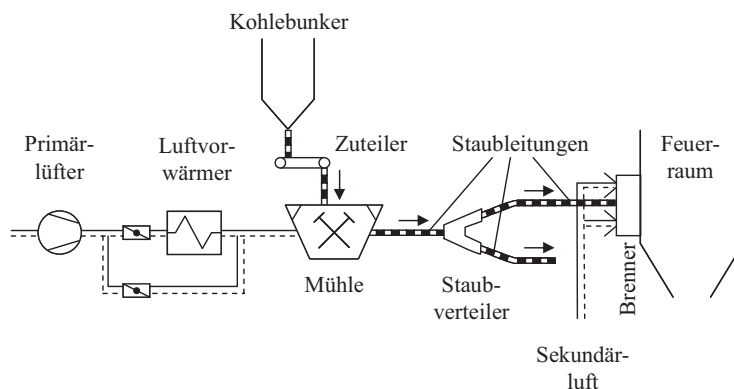 Kohlebunker
Primär-
lüfter
Luftvor-
wärmer
Zuteiler
Staubleitungen
Feuer-
raum
Mühle
Staub-
verteiler
Brenner
Sekundär-
luft